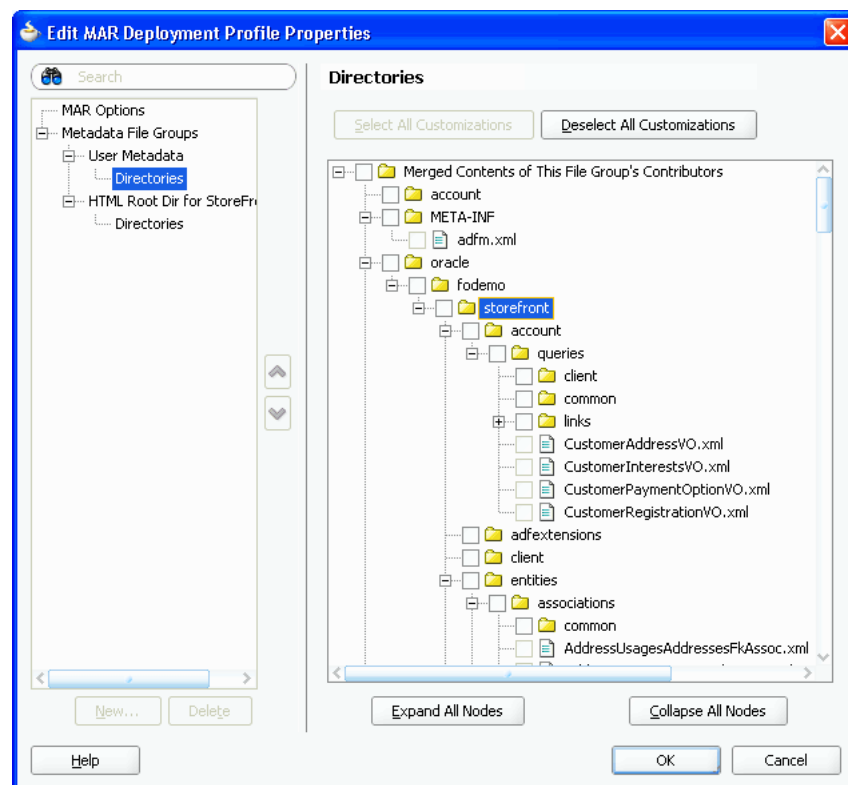 Edit MAR Deployment Profile Properties
Search
MAR Options
Metadata File Groups
User Metadata
Directories
HTML Root Dir for StoreFr
Directories
New...
Delete
Directories
Select All Customizations
Deselect All Customizations
Merged Contents of This File Group's Contributors
account
META-INF
adfm.xml
oracle
fodemo
storefront
account
queries
client
common
links
CustomerAddressVO.xml
CustomerInterestsVO.xml
CustomerPaymentOptionVO.xml
CustomerRegistrationVO.xml
adfextensions
client
entities
associations
common
AddressUsagesAddressesFkAssoc.xml
Expand All Nodes
Collapse All Nodes
Help
OK
Cancel